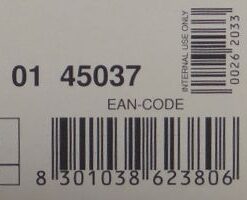 01 45037
INTERNAL USE ONLY
0026 2033
EAN-CODE
8 301038 623806